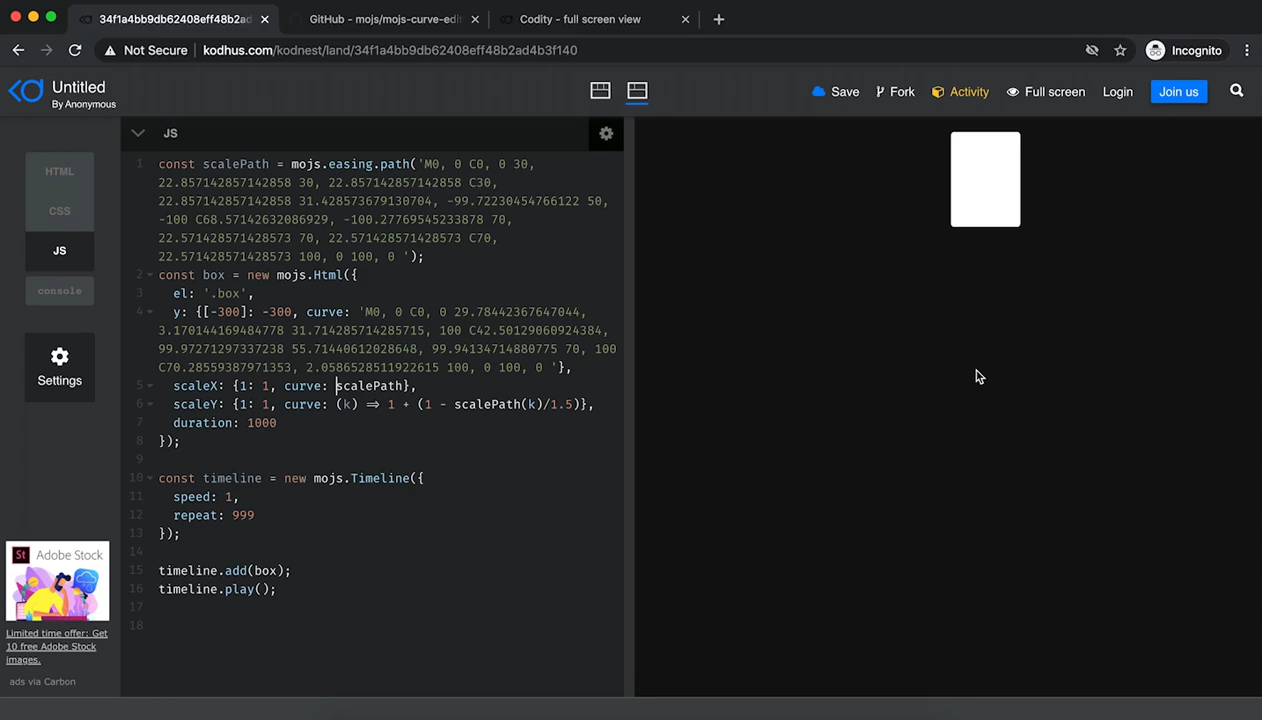 34f1a4bb9db62408eff48b2ad
GitHub - mojs/mojs-curve-edi
Codity - full screen view
Not Secure
kodhus.com/kodnest/land/34f1a4bb9db62408eff48b2ad4b3f140
Incognito
Untitled
By Anonymous
Save
Fork
Activity
Full screen
Login
Join us
HTML
CSS
JS
console
Settings
St Adobe Stock
Limited time offer: Get
10 free Adobe Stock
images.
ads via Carbon
JS
1 const scalePath = mojs.easing.path('M0, 0 C0, 0 30,
22.857142857142858 30, 22.857142857142858 C30,
22.857142857142858 31.428573679130704, -99.72230454766122 50,
-100 C68.57142632086929, -100.27769545233878 70,
22.571428571428573 70, 22.571428571428573 C70,
22.571428571428573 100, 0 100, 0 ');
2 const box = new mojs.Html({
3 el: '.box',
4 y: {[-300]: -300, curve: 'M0, 0 C0, 0 29.78442367647044,
3.170144169484778 31.714285714285715, 100 C42.50129060924384,
99.97271297337238 55.71440612028648, 99.94134714880775 70, 100
C70.28559387971353, 2.0586528511922615 100, 0 100, 0 '},
5 scaleX: {1: 1, curve: scalePath},
6 scaleY: {1: 1, curve: (k) => 1 + (1 - scalePath(k)/1.5)},
7 duration: 1000
8 });
9
10 const timeline = new mojs.Timeline({
11 speed: 1,
12 repeat: 999
13 });
14
15 timeline.add(box);
16 timeline.play();
17
18